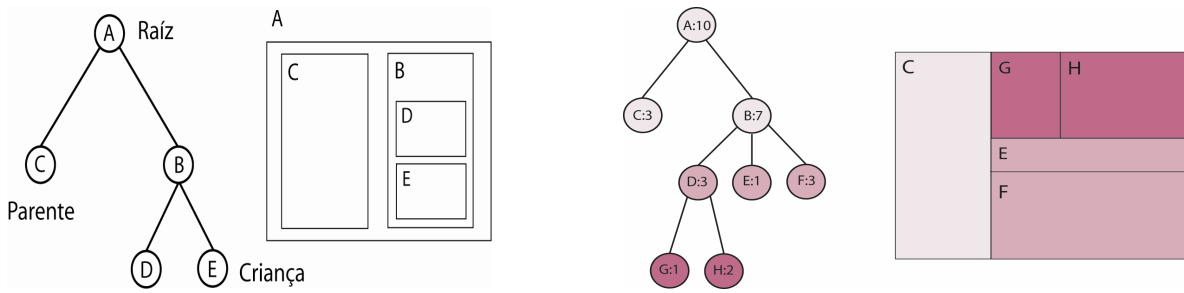 A
Raíz
C
B
Parente
D
E
Criança
A
C
B
D
E
A:10
C:3
B:7
D:3
E:1
F:3
G:1
H:2
C
G
H
E
F